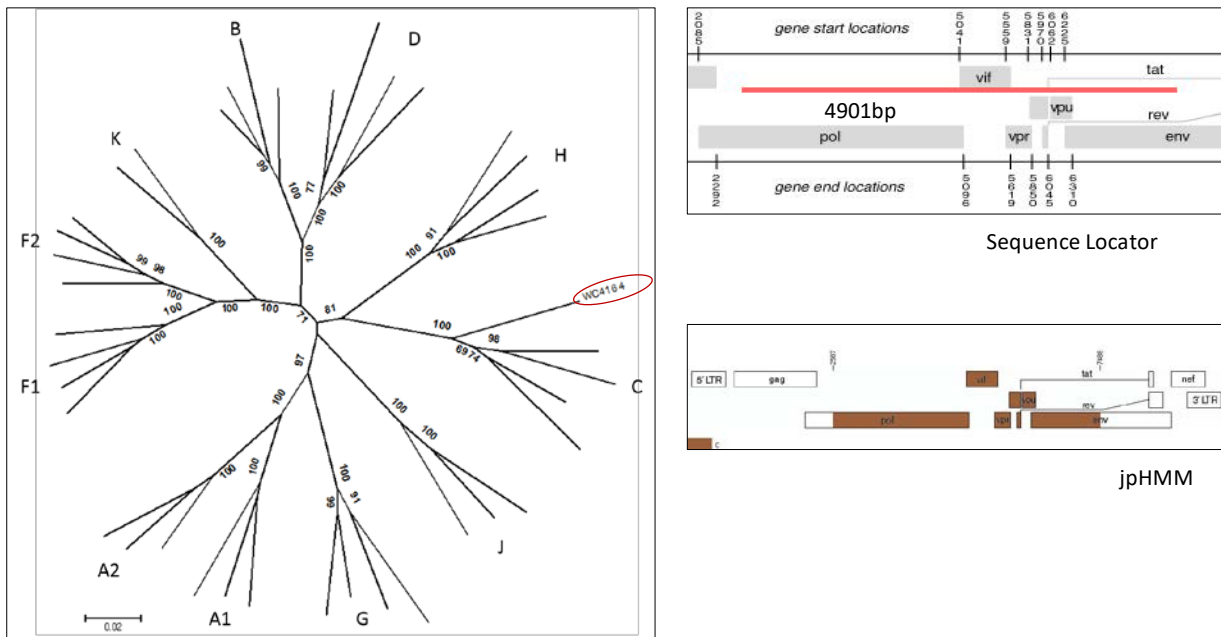 B
D
K
H
F2
F1
C
J
A2
A1
G
WC4164
99
100
77
100
100
100
100
91
100
100
99
98
100
100
100
100
100
71
81
100
98
69
74
97
100
100
100
100
91
66
100
100
0.02
2085
gene start locations
5041
5559
5831
5970
6062
6225
vif
tat
4901bp
vpu
rev
pol
vpr
env
2292
gene end locations
5096
5619
5850
6045
6310
Sequence Locator
5' LTR
gag
vif
tat
nef
vpu
rev
3' LTR
pol
vpr
env
C
jpHMM